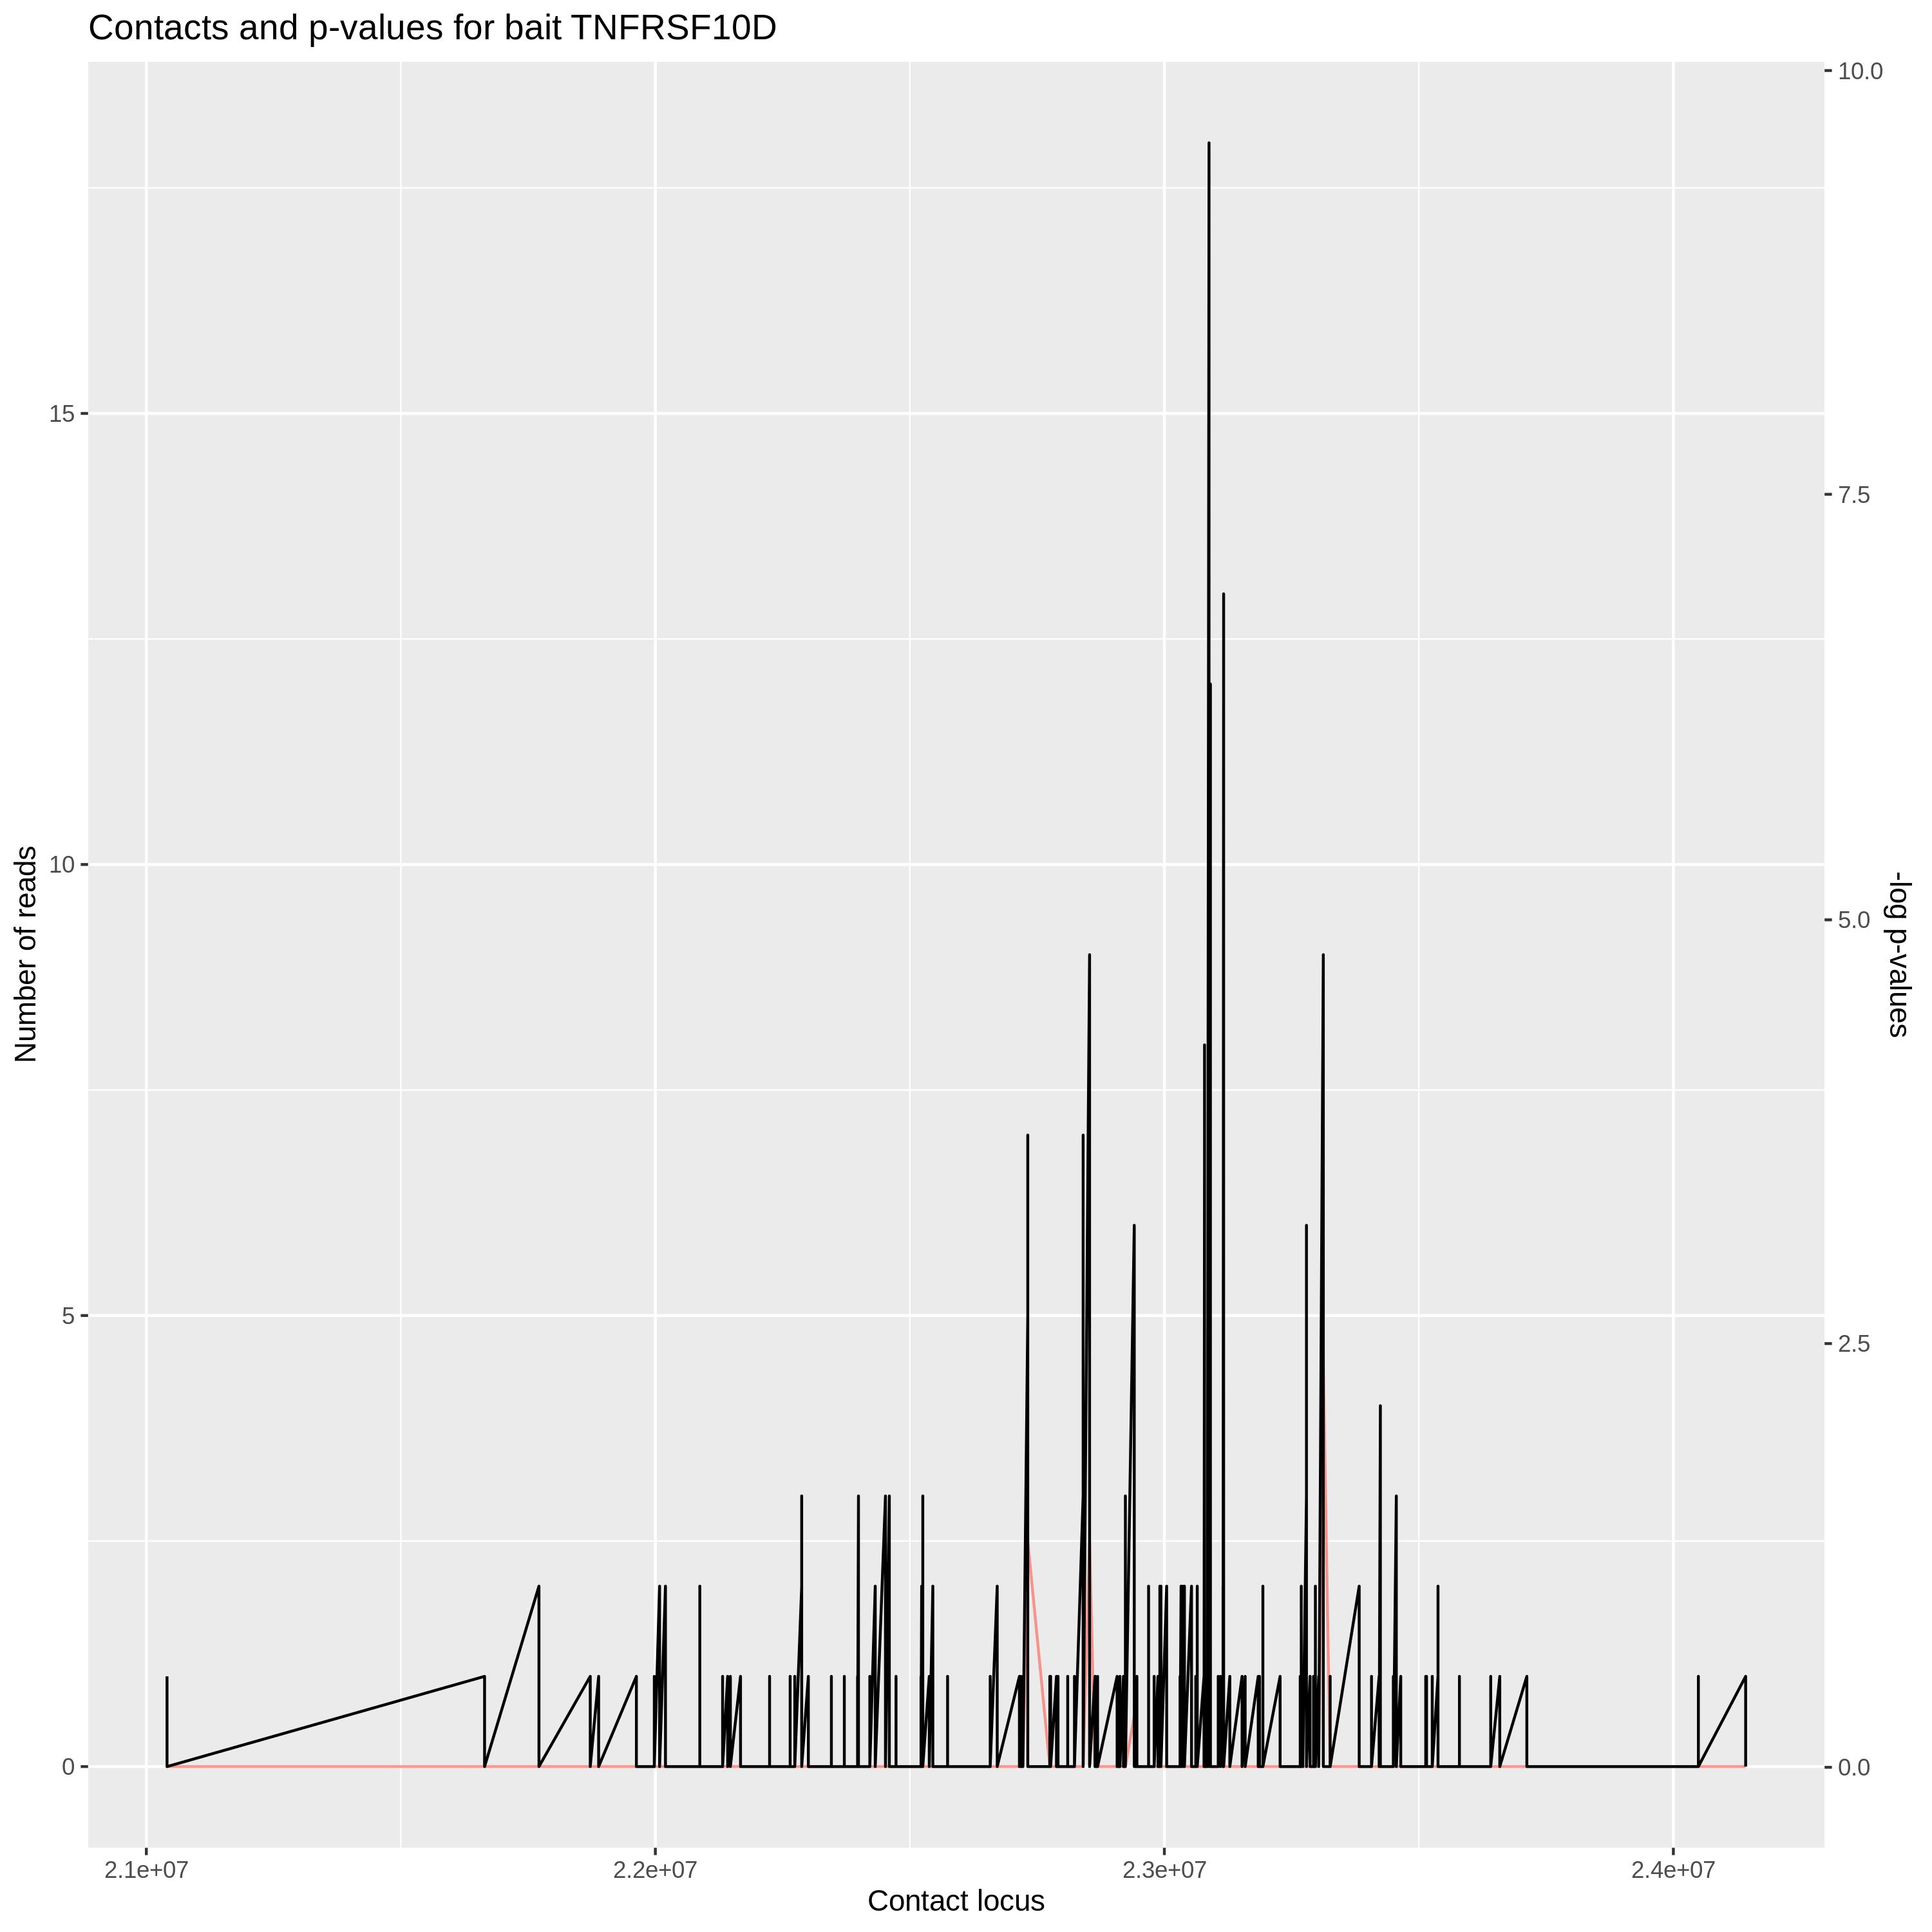 Contacts and p-values for bait TNFRSF10D
Number of reads
15
10
5
0
10.0
7.5
5.0
2.5
0.0
-log p-values
2.1e+07
2.2e+07
2.3e+07
2.4e+07
Contact locus